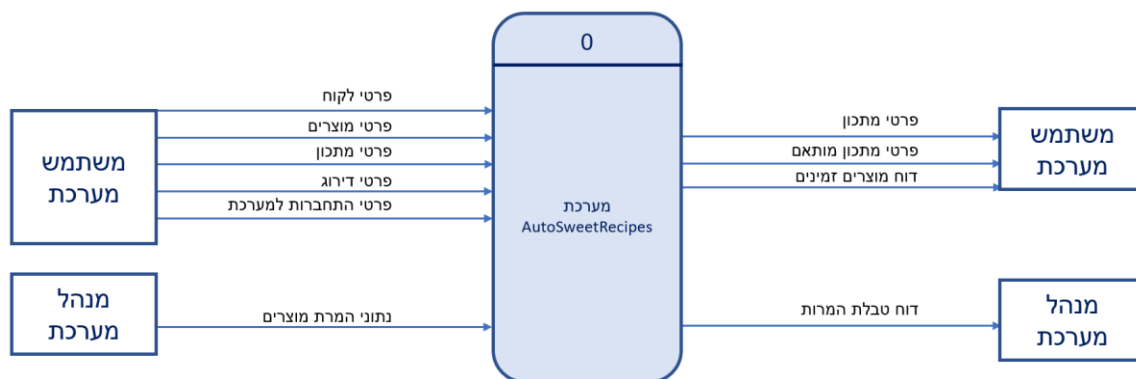 0
פרטי לקוח
פרטי מוצרים
פרטי מתכון
פרטי דירוג
פרטי התחברות למערכת
משתמש
מערכת
מנהל
מערכת
נתוני המרת מוצרים
מערכת
AutoSweetRecipes
פרטי מתכון
פרטי מתכון מותאם
דוח מוצרים זמינים
משתמש
מערכת
דוח טבלת המרות
מנהל
מערכת